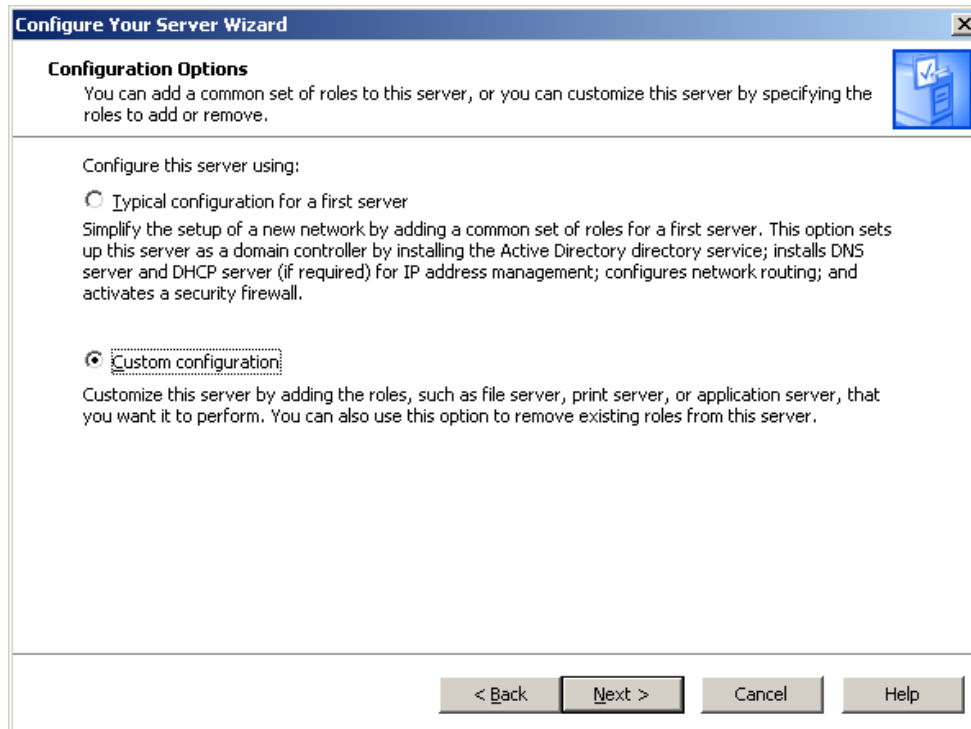 Configure Your Server Wizard
Configuration Options
You can add a common set of roles to this server, or you can customize this server by specifying the
roles to add or remove.
Configure this server using:
Typical configuration for a first server
Simplify the setup of a new network by adding a common set of roles for a first server. This option sets
up this server as a domain controller by installing the Active Directory directory service; installs DNS
server and DHCP server (if required) for IP address management; configures network routing; and
activates a security firewall.
Custom configuration
Customize this server by adding the roles, such as file server, print server, or application server, that
you want it to perform. You can also use this option to remove existing roles from this server.
< Back
Next >
Cancel
Help